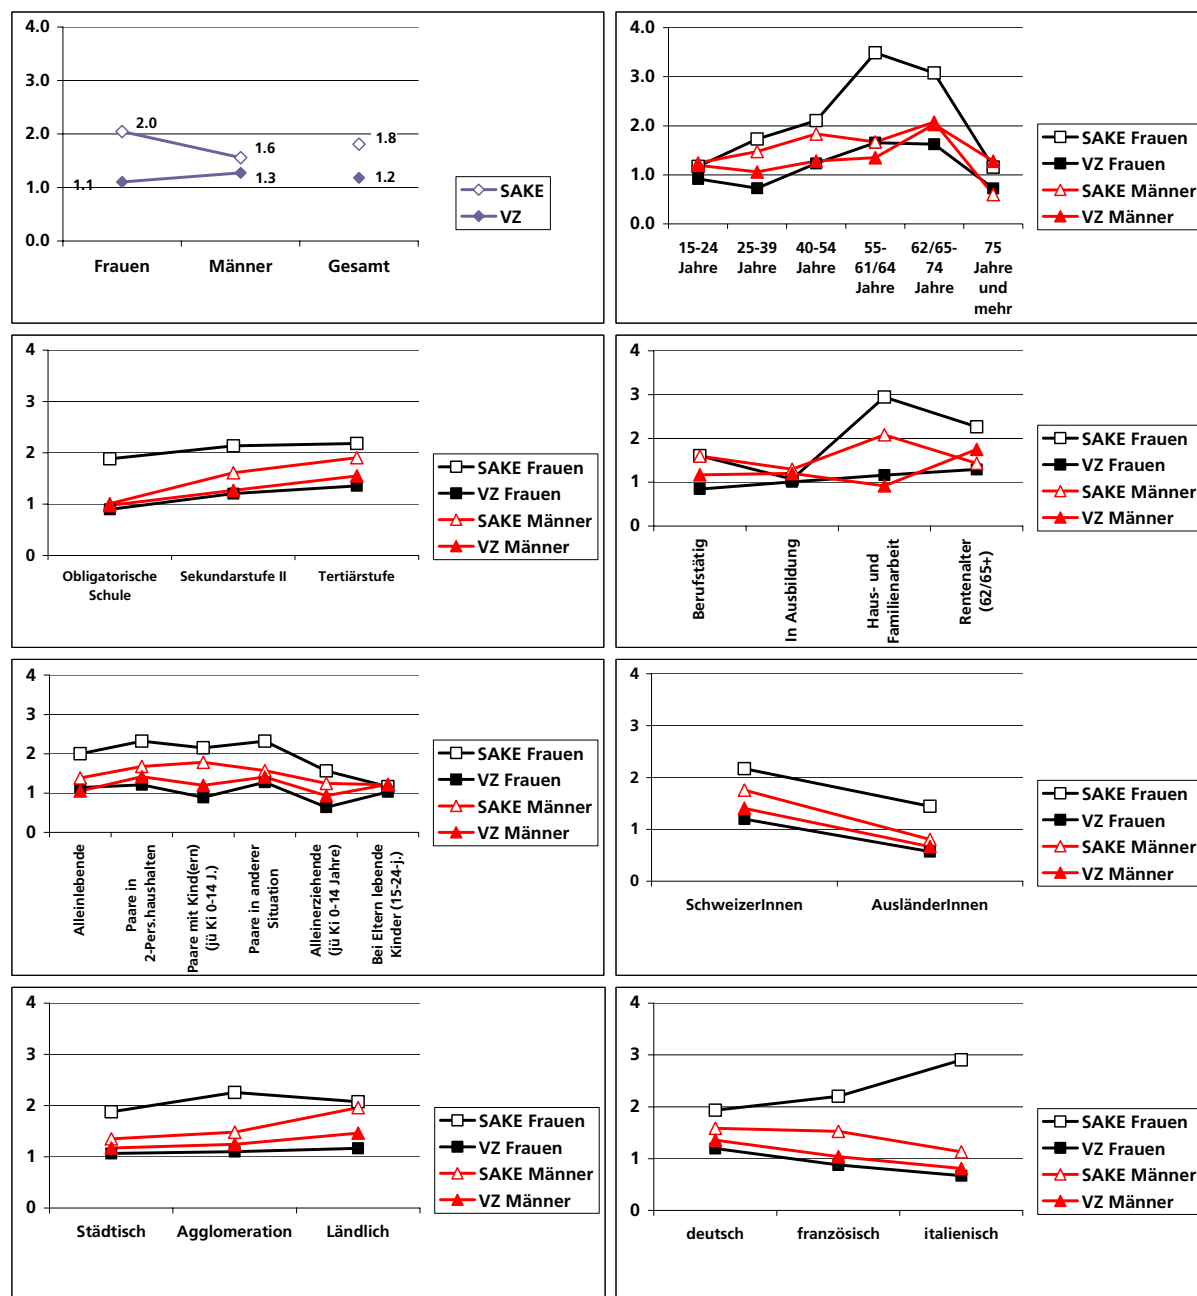 4.0
3.0
2.0
1.0
0.0
2.0
1.6
1.8
1.1
1.3
1.2
Frauen Männer Gesamt
SAKE
VZ
4.0
3.0
2.0
1.0
0.0
15-24 Jahre
25-39 Jahre
40-54 Jahre
55-61/64 Jahre
62/65-74 Jahre
75 Jahre und mehr
SAKE Frauen
VZ Frauen
SAKE Männer
VZ Männer
4
3
2
1
0
Obligatorische Schule
Sekundarstufe II
Tertiärstufe
SAKE Frauen
VZ Frauen
SAKE Männer
VZ Männer
4
3
2
1
0
Berufstätig
In Ausbildung
Haus- und
Familienarbeit
Rentenalter
(62/65+)
SAKE Frauen
VZ Frauen
SAKE Männer
VZ Männer
4
3
2
1
0
Alleinlebende
Paare in
2-Pers.haushalten
Paare mit Kind(ern)
(jü Ki 0-14 J.)
Paare in anderer
Situation
Alleinerziehende
(jü Ki 0-14 Jahre)
Bei Eltern lebende
Kinder (15-24-j.)
SAKE Frauen
VZ Frauen
SAKE Männer
VZ Männer
4
3
2
1
0
SchweizerInnen AusländerInnen
SAKE Frauen
VZ Frauen
SAKE Männer
VZ Männer
4
3
2
1
0
Städtisch Agglomeration Ländlich
SAKE Frauen
VZ Frauen
SAKE Männer
VZ Männer
4
3
2
1
0
deutsch französisch italienisch
SAKE Frauen
VZ Frauen
SAKE Männer
VZ Männer